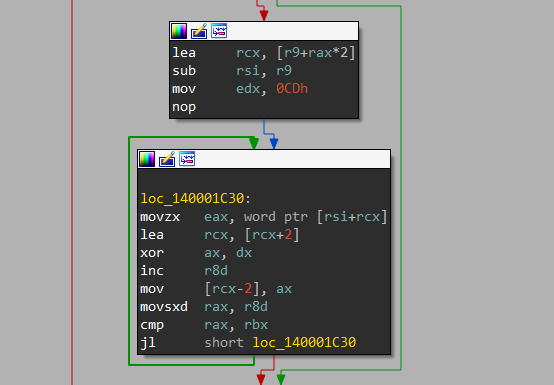 lea rcx, [r9+rax*2]
sub rsi, r9
mov edx, 0CDh
nop
loc_140001C30:
movzx eax, word ptr [rsi+rcx]
lea rcx, [rcx+2]
xor ax, dx
inc r8d
mov [rcx-2], ax
movsxd rax, r8d
cmp rax, rbx
jl short loc_140001C30